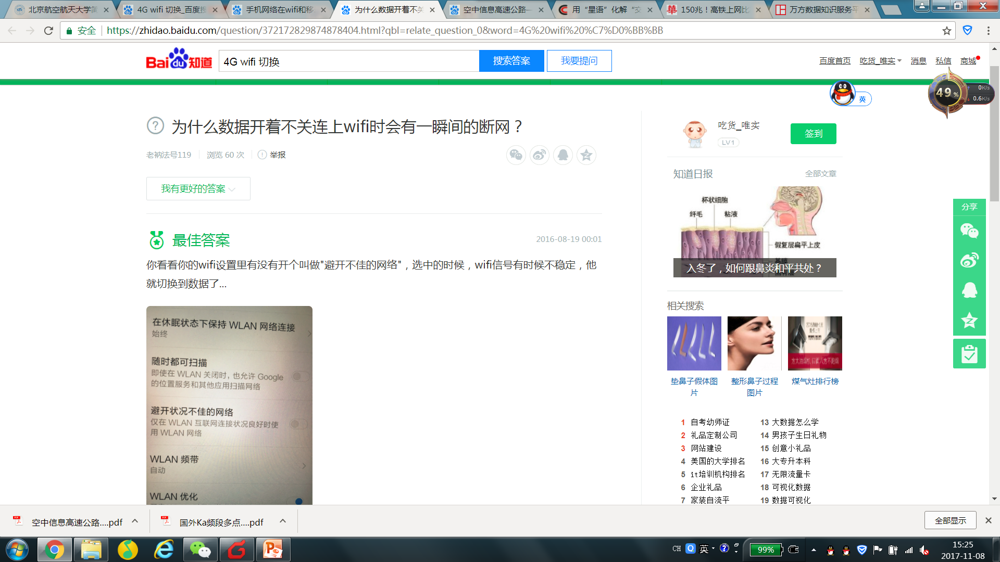 北京航空航天大学简
4G wifi 切换_百度搜
手机网络在wifi和移
为什么数据开着不关
空中信息高速公路—
用“星语”化解“交
150兆！高铁上网比
万方数据知识服务平
安全
https://zhidao.baidu.com/question/372172829874878404.html?qbl=relate_question_0&word=4G%20wifi%20%C7%D0%BB%BB
Bai du 知道
4G wifi 切换
搜索答案
我要提问
百度首页
吃货_唯实
消息
私信
商城
49%
0K/s
0.6K/s
英
为什么数据开着不关连上wifi时会有一瞬间的断网？
老衲法号119
浏览 60 次
举报
我有更好的答案
最佳答案
2016-08-19 00:01
你看看你的wifi设置里有没有开个叫做"避开不佳的网络"，选中的时候，wifi信号有时候不稳定，他
就切换到数据了...
在休眠状态下保持 WLAN 网络连接
始终
随时都可扫描
即使在 WLAN 关闭时, 也允许 Google
的位置服务和其他应用扫描网络
避开状况不佳的网络
仅在 WLAN 互联网连接状况良好时使
用 WLAN 网络
WLAN 频带
自动
WLAN 优化
吃货_唯实
LV1
签到
知道日报
全部文章
杯状细胞
纤毛
粘液
假复层扁平上皮
入冬了，如何跟鼻炎和平共处？
相关搜索
垫鼻子假体图
片
整形鼻子过程
图片
煤气灶排行榜
1 自考幼师证
2 礼品定制公司
3 网站建设
4 美国的大学排名
5 it培训机构排名
6 企业礼品
7 家装自流平
13 大数据怎么学
14 男孩子生日礼物
15 创意小礼品
16 大专升本科
17 无限流量卡
18 可视化数据
19 数据可视化
分享
空中信息高速公路....pdf
国外Ka频段多点....pdf
全部显示
CH
英
99%
15:25
2017-11-08